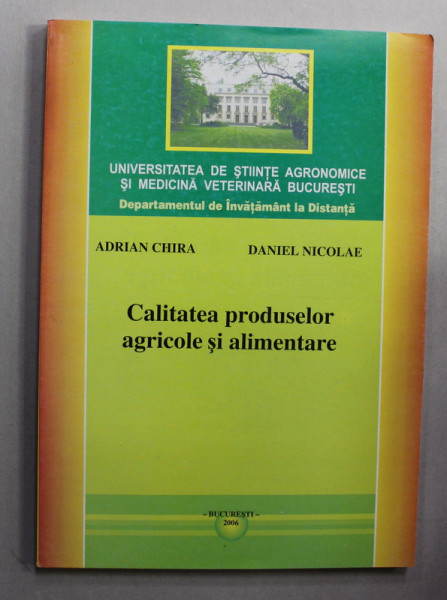 UNIVERSITATEA DE ŞTIINŢE AGRONOMICE
ŞI MEDICINĂ VETERINARĂ BUCUREŞTI
Departamentul de Învăţământ la Distanţă
ADRIAN CHIRA DANIEL NICOLAE
Calitatea produselor
agricole şi alimentare
– BUCUREŞTI –
2006